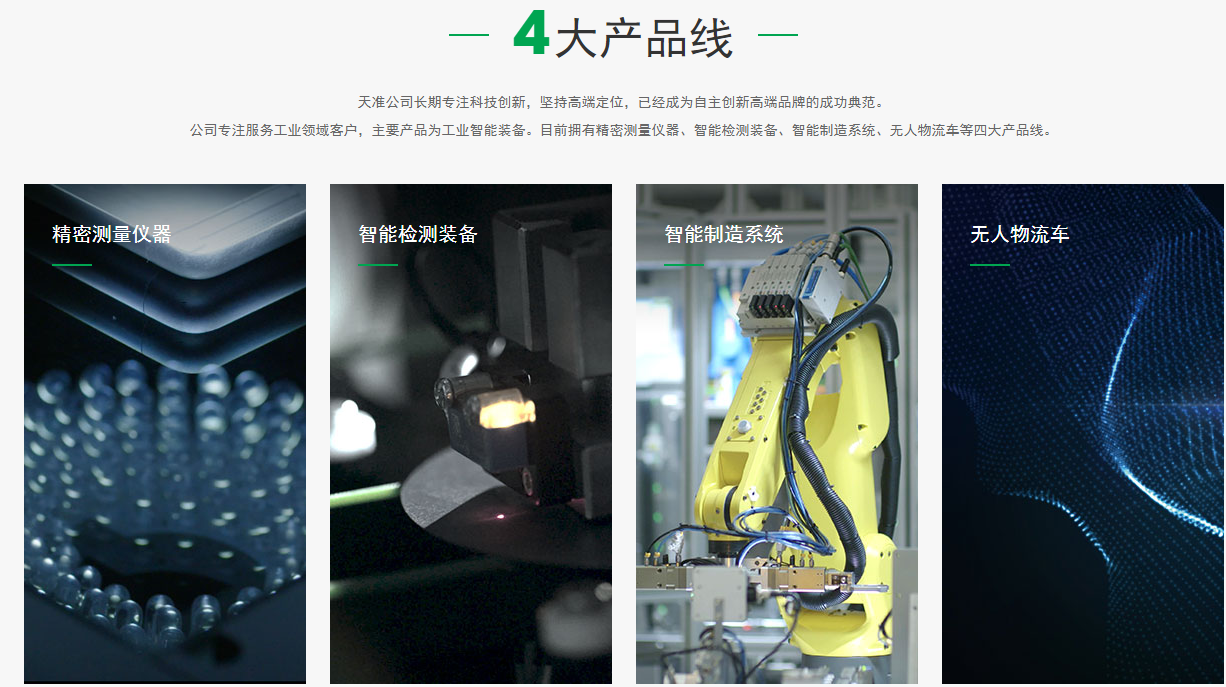 4大产品线
天准公司长期专注科技创新，坚持高端定位，已经成为自主创新高端品牌的成功典范。
公司专注服务工业领域客户，主要产品为工业智能装备。目前拥有精密测量仪器、智能检测装备、智能制造系统、无人物流车等四大产品线。
精密测量仪器
智能检测装备
智能制造系统
无人物流车